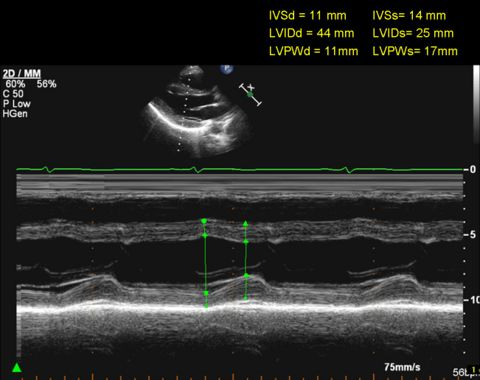 IVSd = 11 mm IVSs= 14 mm
LVIDd = 44 mm LVIDs= 25 mm
LVPWd = 11mm LVPWs= 17mm
2D / MM
60% 56%
C 50
P Low
HGen
P
X
0
5
10
75mm/s